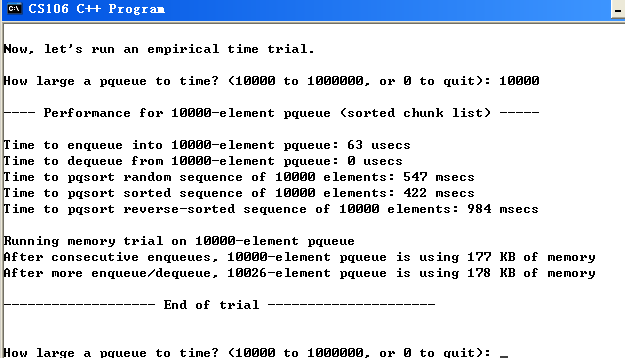 CS106 C++ Program
Now, let's run an empirical time trial.
How large a pqueue to time? (10000 to 1000000, or 0 to quit): 10000
---- Performance for 10000-element pqueue (sorted chunk list) -----
Time to enqueue into 10000-element pqueue: 63 usecs
Time to dequeue from 10000-element pqueue: 0 usecs
Time to pqsort random sequence of 10000 elements: 547 msecs
Time to pqsort sorted sequence of 10000 elements: 422 msecs
Time to pqsort reverse-sorted sequence of 10000 elements: 984 msecs
Running memory trial on 10000-element pqueue
After consecutive enqueues, 10000-element pqueue is using 177 KB of memory
After more enqueue/dequeue, 10026-element pqueue is using 178 KB of memory
------------------ End of trial --------------------
How large a pqueue to time? (10000 to 1000000, or 0 to quit): _